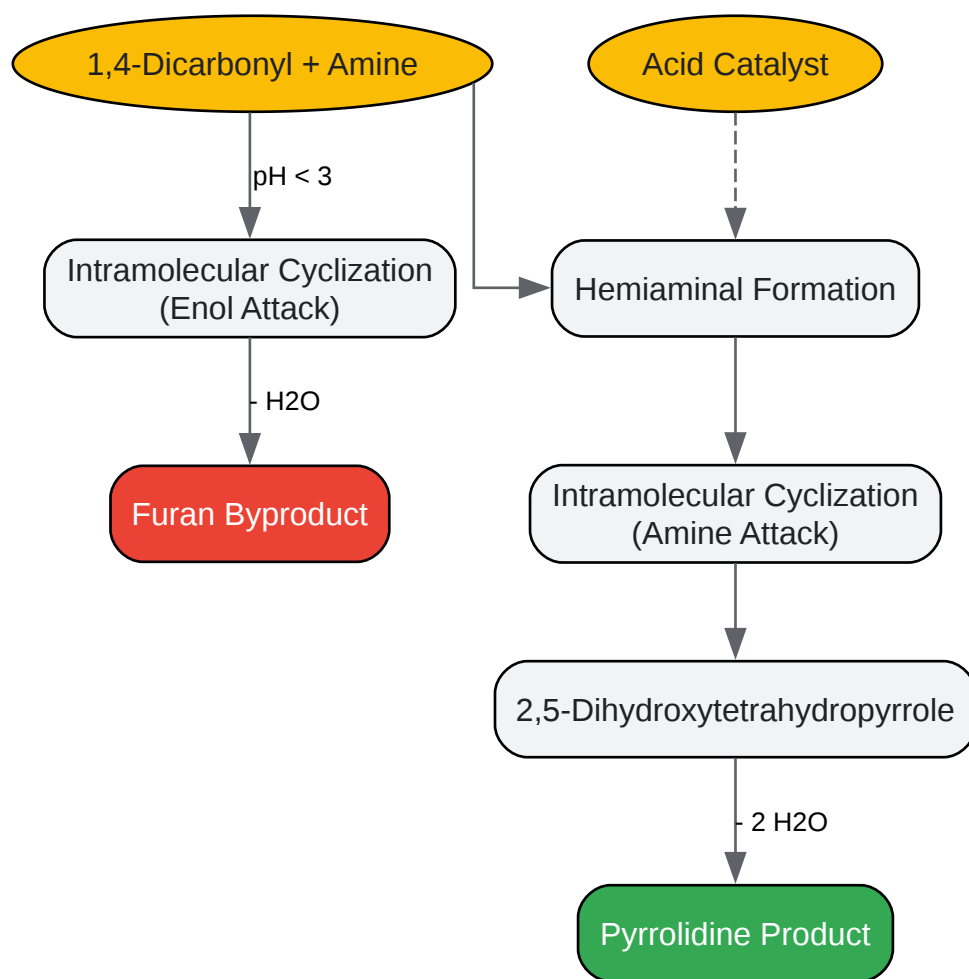 1,4-Dicarbonyl + Amine
Acid Catalyst
pH < 3
Intramolecular Cyclization
(Enol Attack)
Hemiaminal Formation
- H2O
Furan Byproduct
Intramolecular Cyclization
(Amine Attack)
2,5-Dihydroxytetrahydropyrrole
- 2 H2O
Pyrrolidine Product